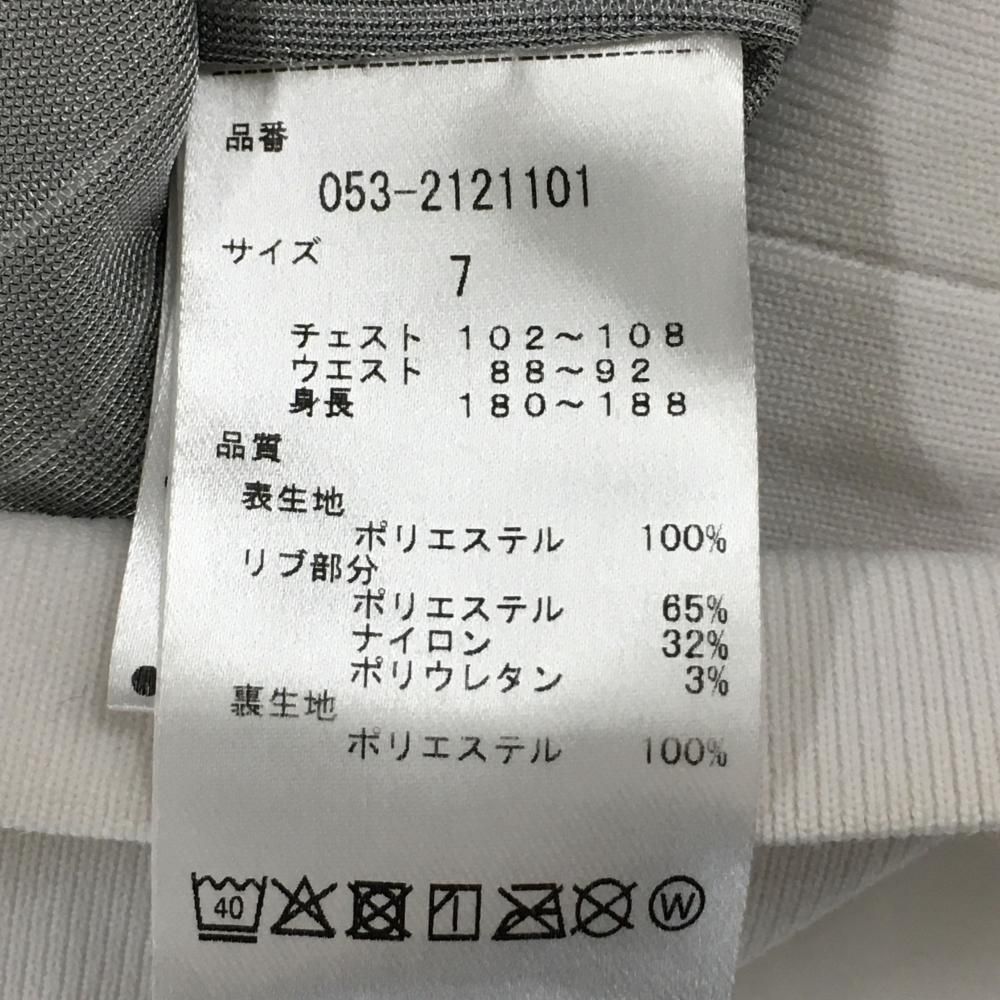 品番
053-2121101
サイズ
7
チェスト 102～108
ウエスト 88～92
身長 180～188
品質
表生地
ポリエステル 100%
リブ部分
ポリエステル 65%
ナイロン 32%
ポリウレタン 3%
裏生地
ポリエステル 100%
40
W